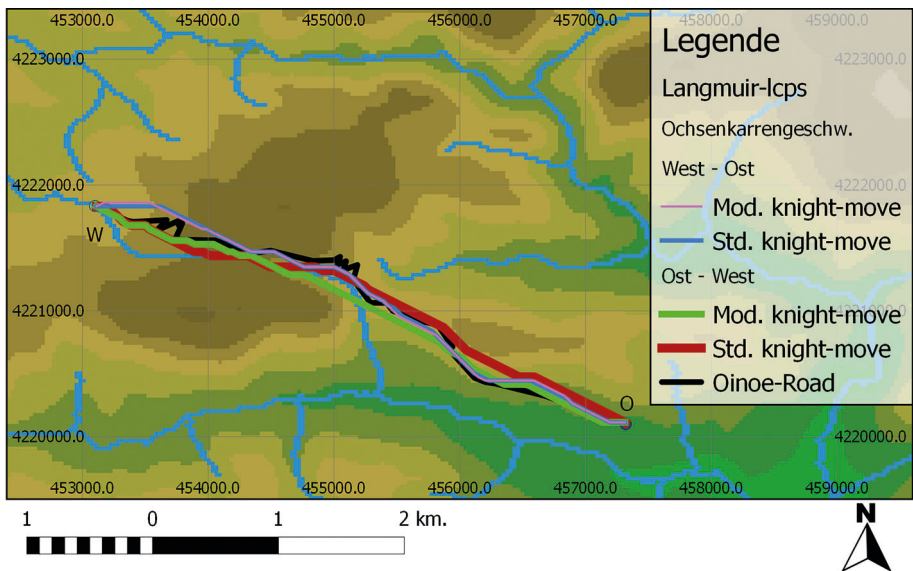 453000.0 454000.0 455000.0 456000.0 457000.0 458000.0 459000.0
4223000.0 4223000.0
4222000.0 4222000.0
4221000.0 4221000.0
4220000.0 4220000.0
W
O
Legende
Langmuir-lcps
Ochsenkarrengeschw.
West - Ost
Mod. knight-move
Std. knight-move
Ost - West
Mod. knight-move
Std. knight-move
Oinoe-Road
453000.0 454000.0 455000.0 456000.0 457000.0 458000.0 459000.0
1 0 1 2 km.
N